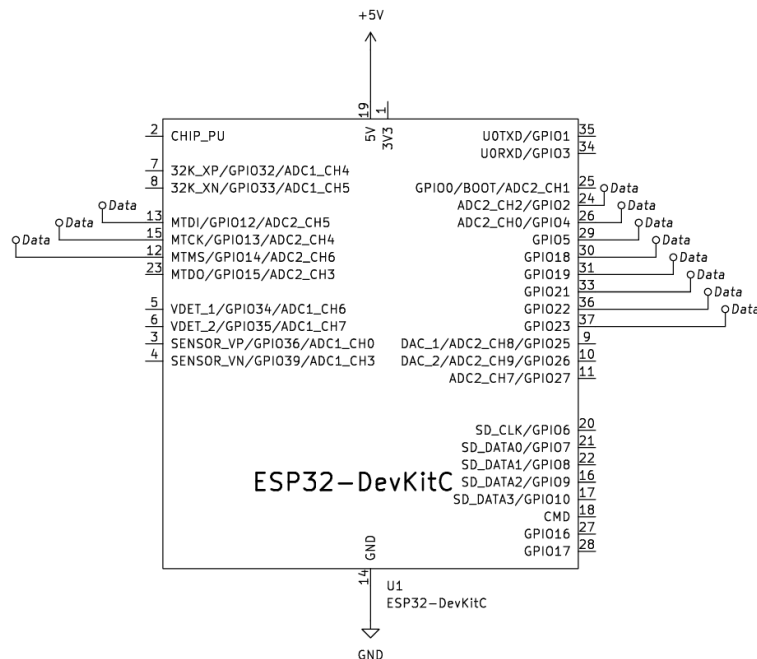 +5V
19
1
5V
3V3
2 CHIP_PU
U0TXD/GPIO1 35
U0RXD/GPIO3 34
7 32K_XP/GPIO32/ADC1_CH4
8 32K_XN/GPIO33/ADC1_CH5
GPIO0/BOOT/ADC2_CH1 25
Data
ADC2_CH2/GPIO2 24
Data
13 MTDI/GPIO12/ADC2_CH5
Data
ADC2_CH0/GPIO4 26
Data
15 MTCK/GPIO13/ADC2_CH4
Data
GPIO5 29
Data
12 MTMS/GPIO14/ADC2_CH6
Data
GPIO18 30
Data
23 MTDO/GPIO15/ADC2_CH3
GPIO19 31
Data
GPIO21 33
Data
5 VDET_1/GPIO34/ADC1_CH6
GPIO22 36
Data
6 VDET_2/GPIO35/ADC1_CH7
GPIO23 37
3 SENSOR_VP/GPIO36/ADC1_CH0
DAC_1/ADC2_CH8/GPIO25 9
4 SENSOR_VN/GPIO39/ADC1_CH3
DAC_2/ADC2_CH9/GPIO26 10
ADC2_CH7/GPIO27 11
SD_CLK/GPIO6 20
SD_DATA0/GPIO7 21
SD_DATA1/GPIO8 22
ESP32-DevKitC
SD_DATA2/GPIO9 16
SD_DATA3/GPIO10 17
CMD 18
GPIO16 27
GPIO17 28
GND
14
U1
ESP32-DevKitC
GND